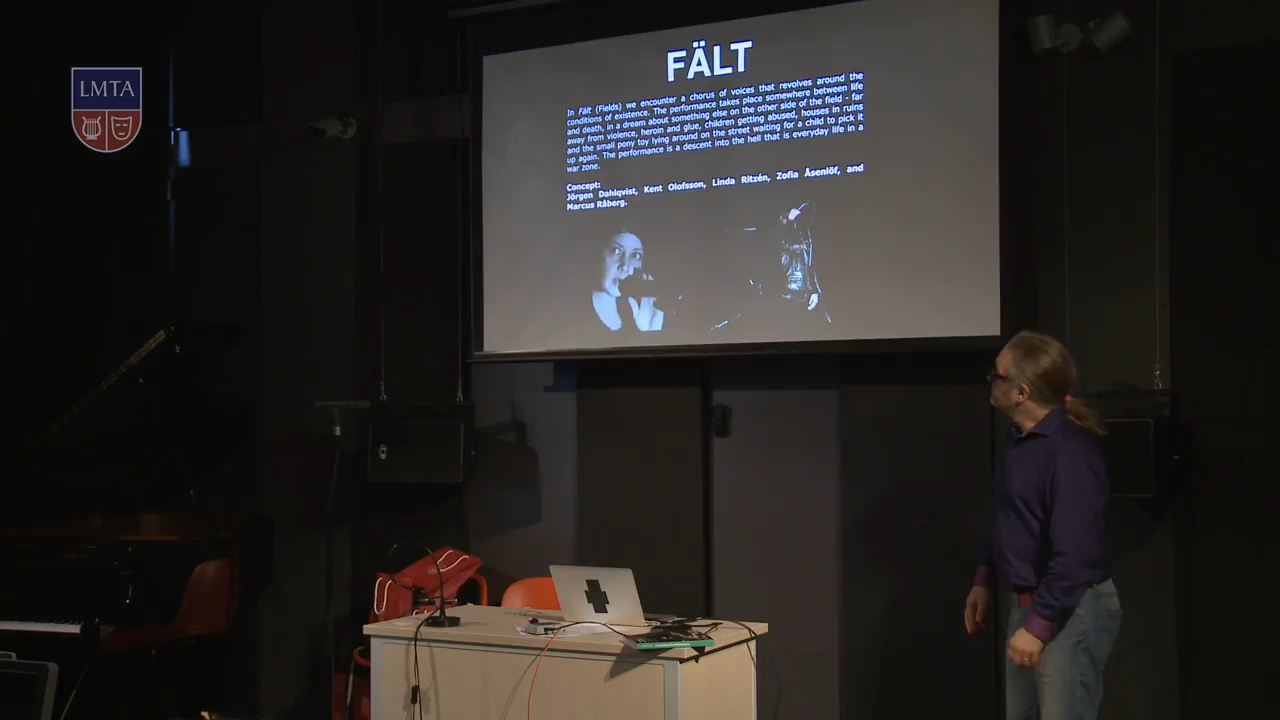 LMTA
FÄLT
In Fält (Fields) we encounter a chorus of voices that revolves around the
conditions of existence. The performance takes place somewhere between life
and death, in a dream about something else on the other side of the field - far
away from violence, heroin and glue, children getting abused, houses in ruins
and the small pony toy lying around on the street waiting for a child to pick it
up again. The performance is a descent into the hell that is everyday life in a
war zone.
Concept:
Jörgen Dahlqvist, Kent Olofsson, Linda Ritzén, Zofia Åsenlöf, and
Marcus Råberg.